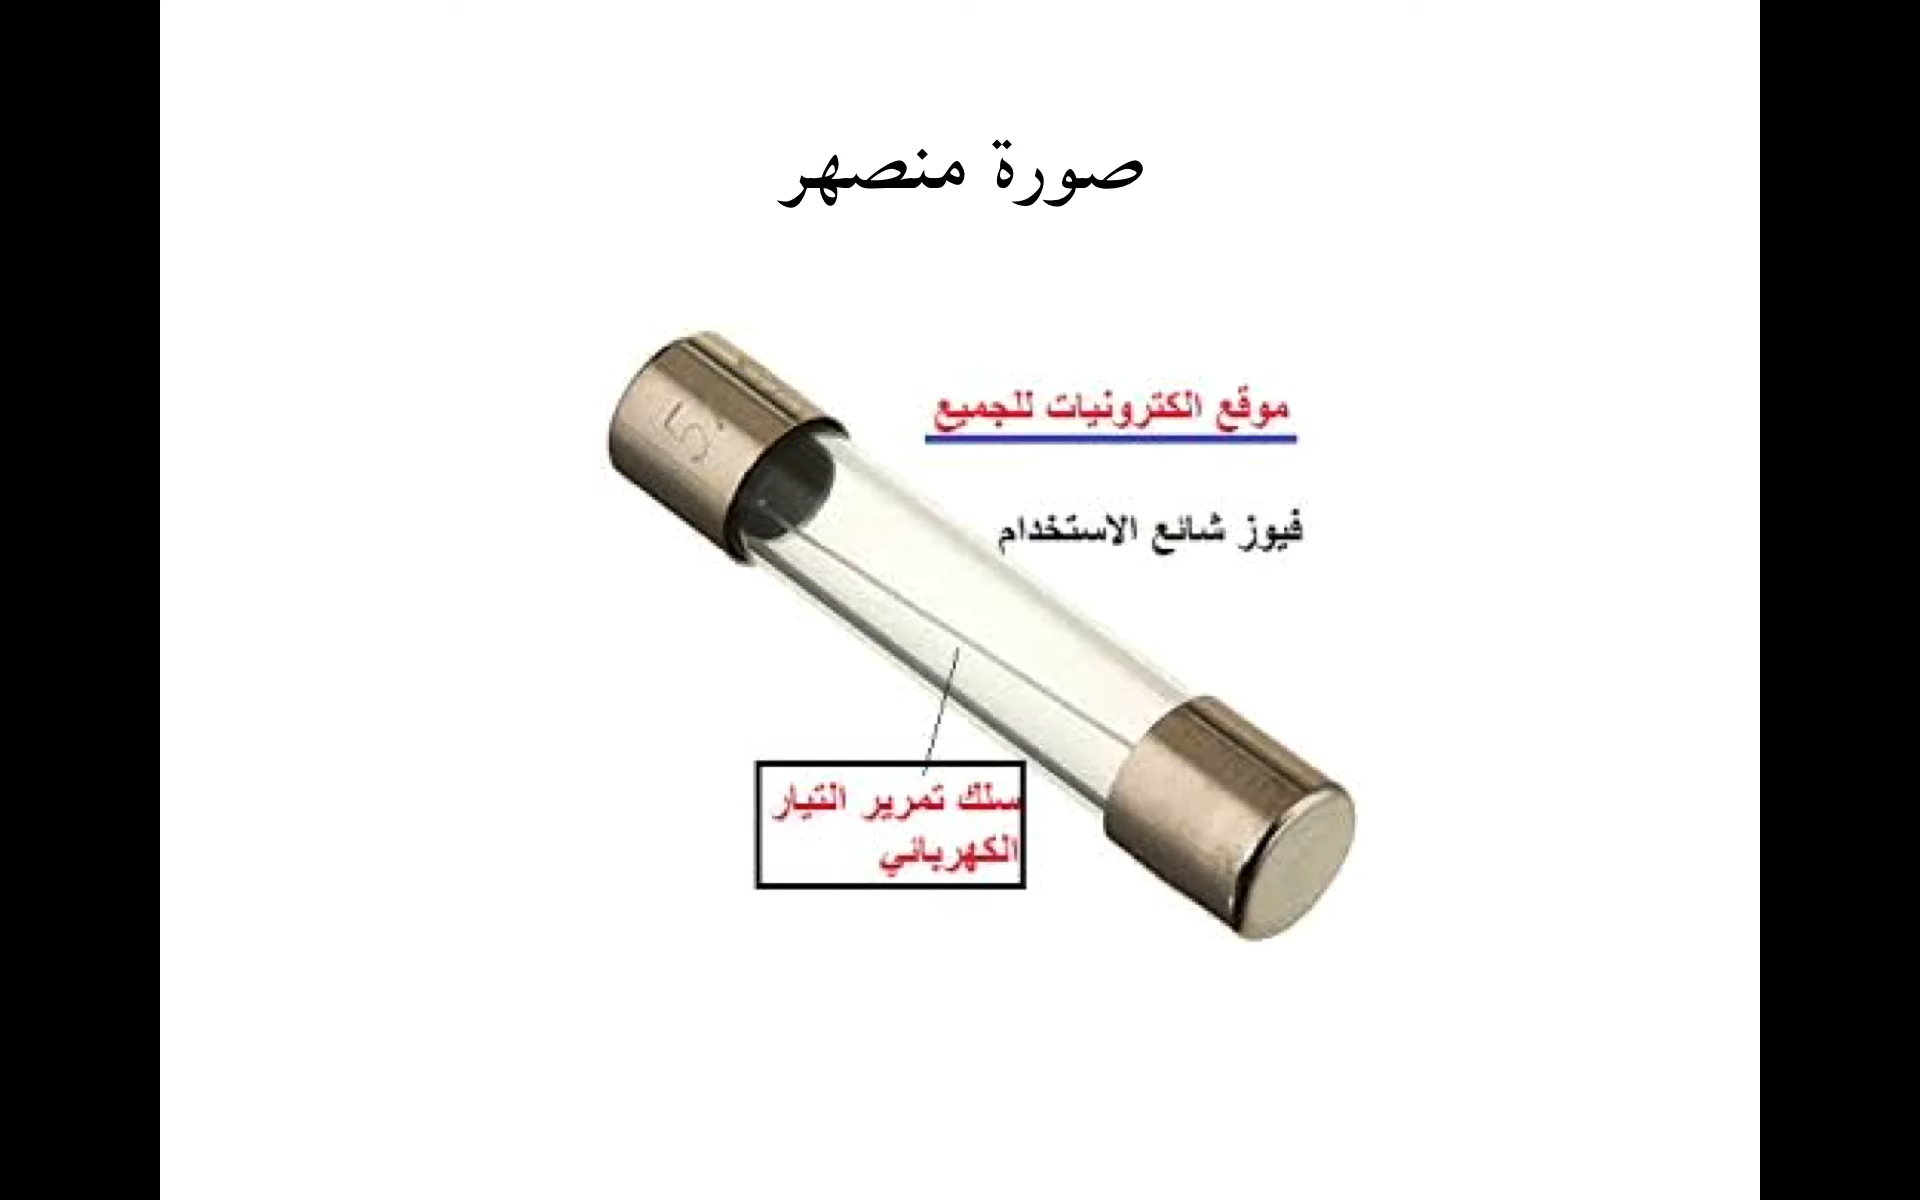 صورة منصهر
موقع الكترونيات للجميع
فيوز شائع الاستخدام
سلك تمرير التيار
الكهربائي
5